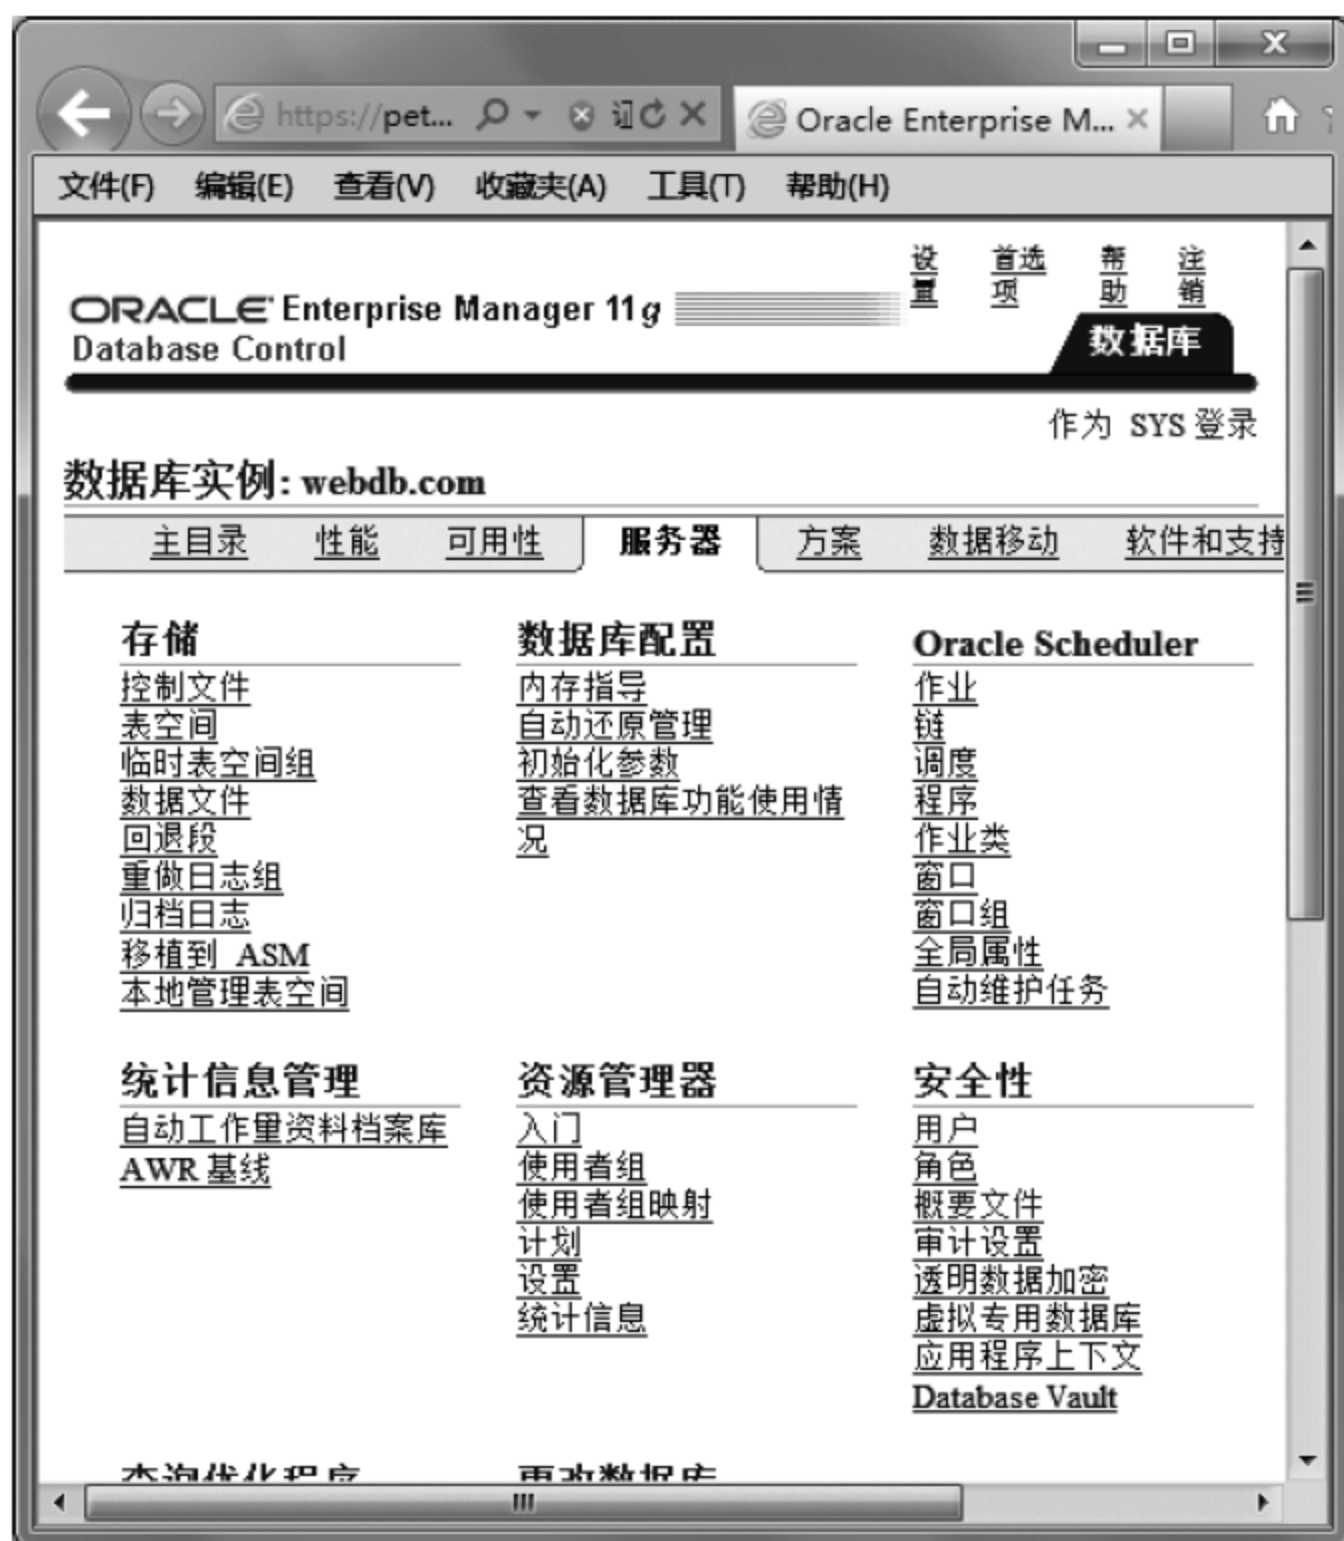 https://pet...
Oracle Enterprise M...
文件(F) 编辑(E) 查看(V) 收藏夹(A) 工具(T) 帮助(H)
设置 首选项 帮助 注销
ORACLE Enterprise Manager 11g
Database Control
数据库
作为 SYS 登录
数据库实例: webdb.com
主目录 性能 可用性 服务器 方案 数据移动 软件和支持
存储
控制文件
表空间
临时表空间组
数据文件
回退段
重做日志组
归档日志
移植到 ASM
本地管理表空间
数据库配置
内存指导
自动还原管理
初始化参数
查看数据库功能使用情
况
Oracle Scheduler
作业
链
调度
程序
作业类
窗口
窗口组
全局属性
自动维护任务
统计信息管理
自动工作量资料档案库
AWR 基线
资源管理器
入门
使用者组
使用者组映射
计划
设置
统计信息
安全性
用户
角色
概要文件
审计设置
透明数据加密
虚拟专用数据库
应用程序上下文
Database Vault
查询优化程序
更改数据库